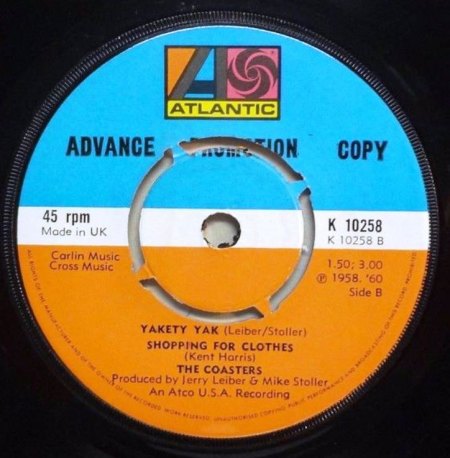 ATLANTIC
ADVANCE PROMOTION COPY
45 rpm
Made in UK
K 10258
K 10258 B
Carlin Music
Cross Music
1.50; 3.00
℗ 1958. '60
Side B
YAKETY YAK (Leiber/Stoller)
SHOPPING FOR CLOTHES
(Kent Harris)
THE COASTERS
Produced by Jerry Leiber & Mike Stoller
An Atco U.S.A. Recording
ALL RIGHTS OF THE MANUFACTURER AND OF THE OWNER OF THE RECORDED WORK RESERVED. UNAUTHORISED COPYING, PUBLIC PERFORMANCE AND BROADCASTING OF THIS RECORD PROHIBITED